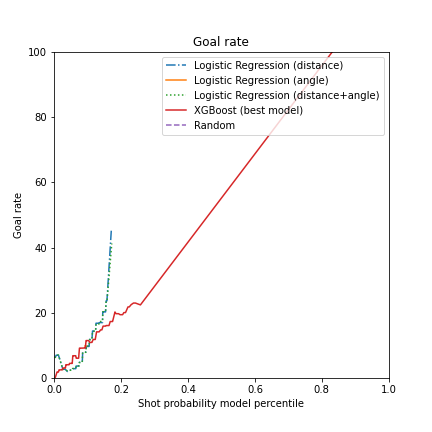 Goal rate
100
80
60
40
20
0
Goal rate
Logistic Regression (distance)
Logistic Regression (angle)
Logistic Regression (distance+angle)
XGBoost (best model)
Random
0.0 0.2 0.4 0.6 0.8 1.0
Shot probability model percentile